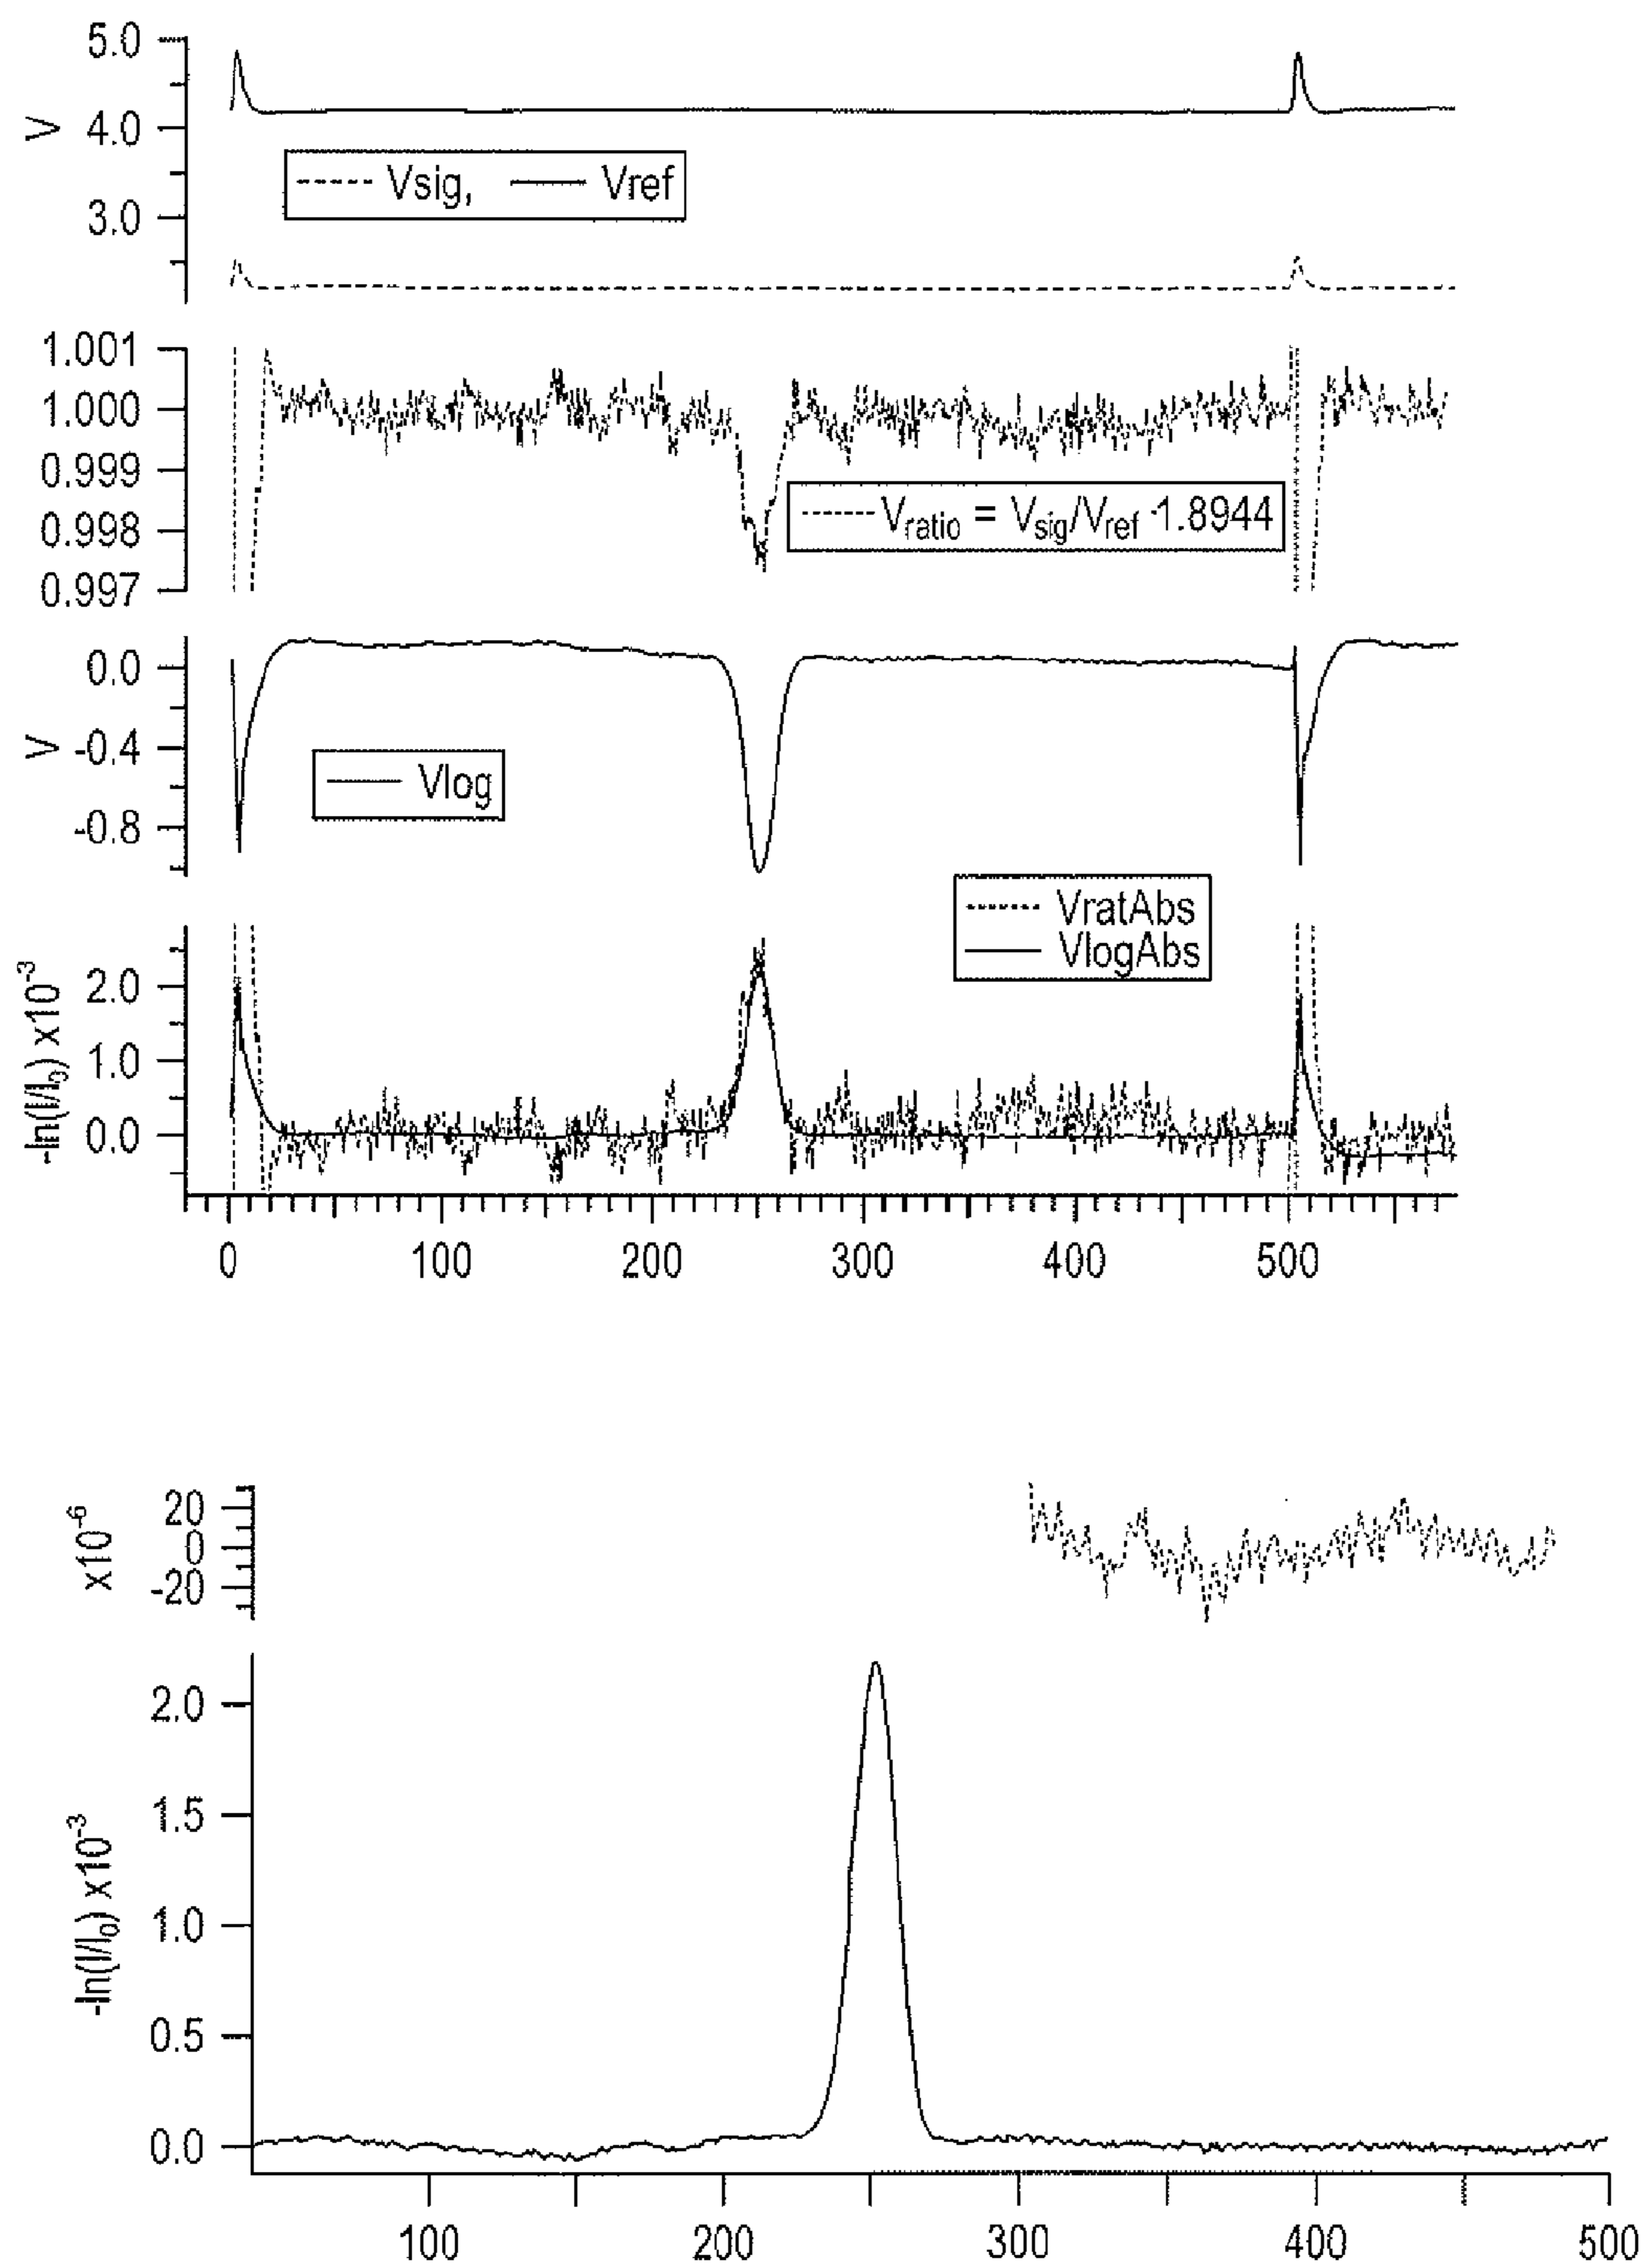 5.0
V 4.0
Vsig, Vref
3.0
1.001
1.000
0.999
V_ratio = V_sig/V_ref ·1.8944
0.998
0.997
0.0
V -0.4
Vlog
-0.8
VratAbs
VlogAbs
-ln(I/I₀) x10⁻³
2.0
1.0
0.0
0 100 200 300 400 500
x10⁻⁶
20
0
-20
-ln(I/I₀) x10⁻³
2.0
1.5
1.0
0.5
0.0
100 200 300 400 500